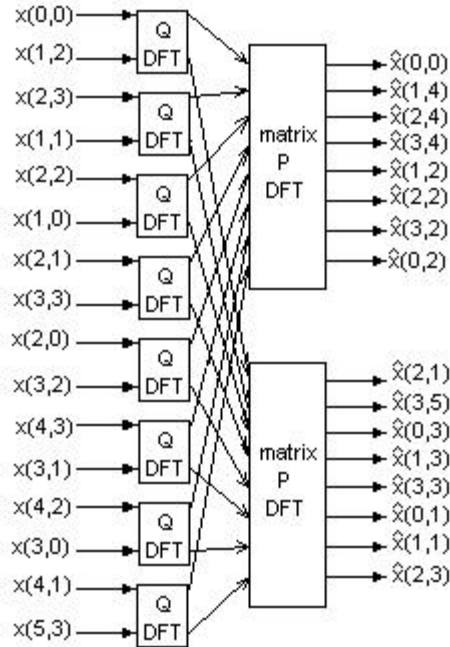 x(0,0)
x(1,2)
x(2,3)
x(1,1)
x(2,2)
x(1,0)
x(2,1)
x(3,3)
x(2,0)
x(3,2)
x(4,3)
x(3,1)
x(4,2)
x(3,0)
x(4,1)
x(5,3)
Q
DFT
Q
DFT
Q
DFT
Q
DFT
Q
DFT
Q
DFT
Q
DFT
Q
DFT
matrix
P
DFT
matrix
P
DFT
x̂(0,0)
x̂(1,4)
x̂(2,4)
x̂(3,4)
x̂(1,2)
x̂(2,2)
x̂(3,2)
x̂(0,2)
x̂(2,1)
x̂(3,5)
x̂(0,3)
x̂(1,3)
x̂(3,3)
x̂(0,1)
x̂(1,1)
x̂(2,3)